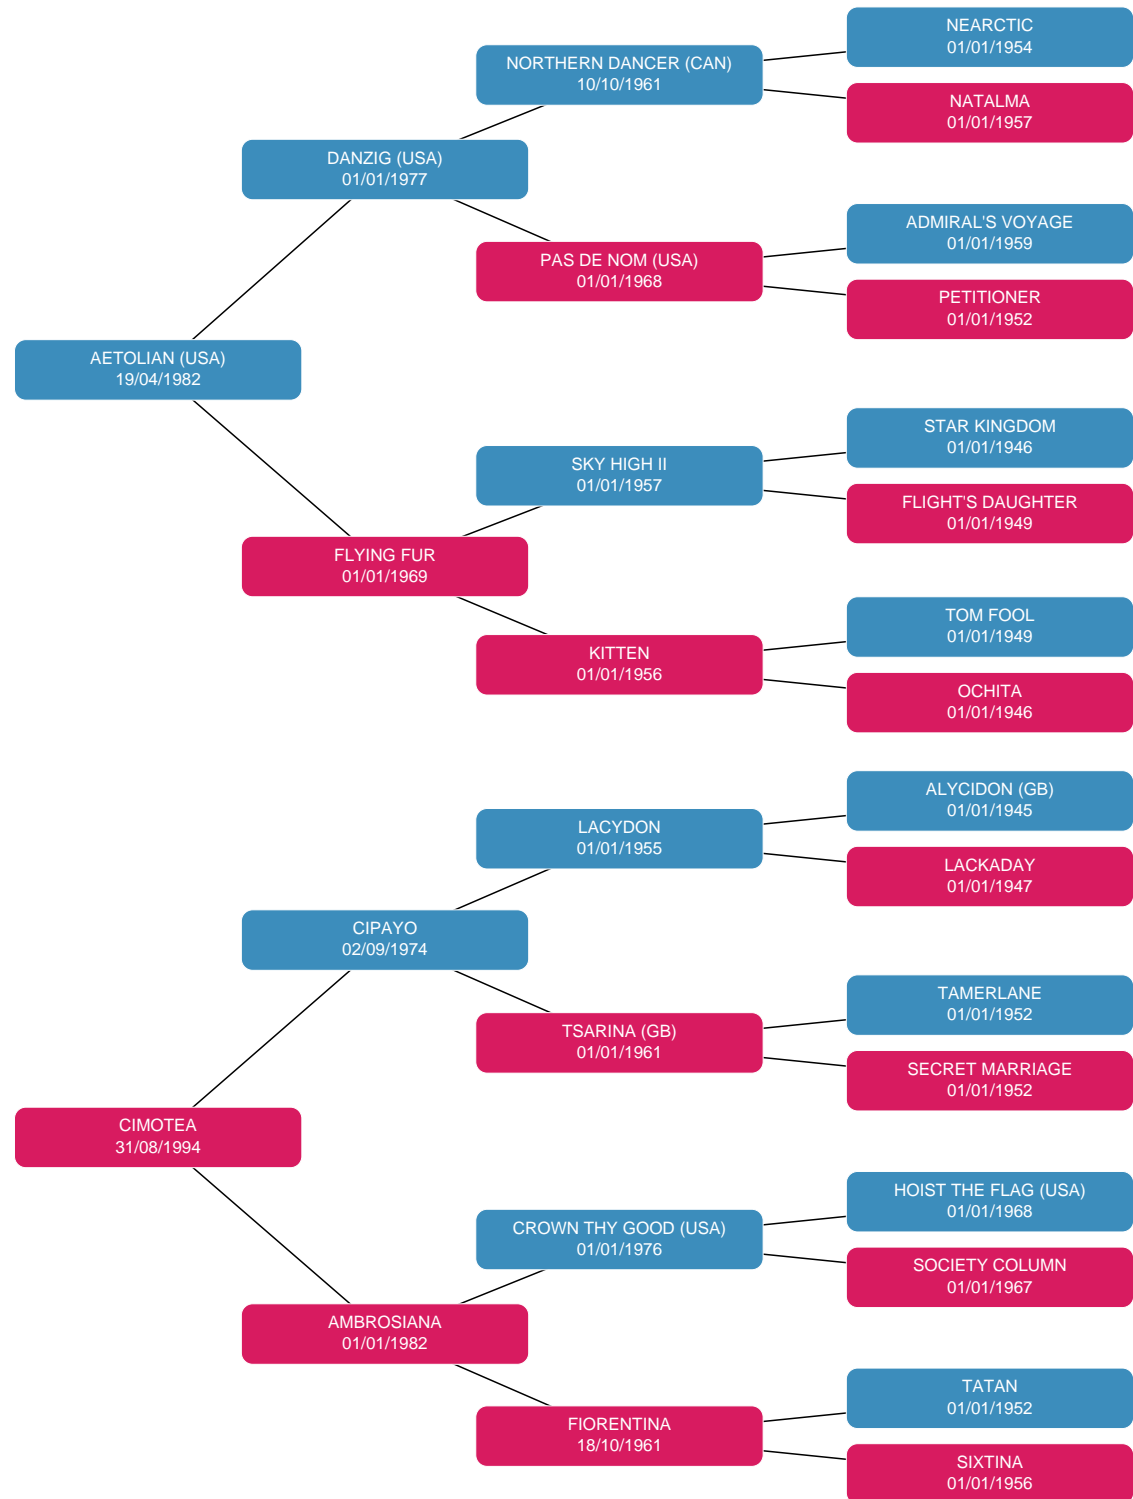 NEARCTIC
01/01/1954
NORTHERN DANCER (CAN)
10/10/1961
NATALMA
01/01/1957
DANZIG (USA)
01/01/1977
ADMIRAL'S VOYAGE
01/01/1959
PAS DE NOM (USA)
01/01/1968
PETITIONER
01/01/1952
AETOLIAN (USA)
19/04/1982
STAR KINGDOM
01/01/1946
SKY HIGH II
01/01/1957
FLIGHT'S DAUGHTER
01/01/1949
FLYING FUR
01/01/1969
TOM FOOL
01/01/1949
KITTEN
01/01/1956
OCHITA
01/01/1946
ALYCIDON (GB)
01/01/1945
LACYDON
01/01/1955
LACKADAY
01/01/1947
CIPAYO
02/09/1974
TAMERLANE
01/01/1952
TSARINA (GB)
01/01/1961
SECRET MARRIAGE
01/01/1952
CIMOTEA
31/08/1994
HOIST THE FLAG (USA)
01/01/1968
CROWN THY GOOD (USA)
01/01/1976
SOCIETY COLUMN
01/01/1967
AMBROSIANA
01/01/1982
TATAN
01/01/1952
FIORENTINA
18/10/1961
SIXTINA
01/01/1956